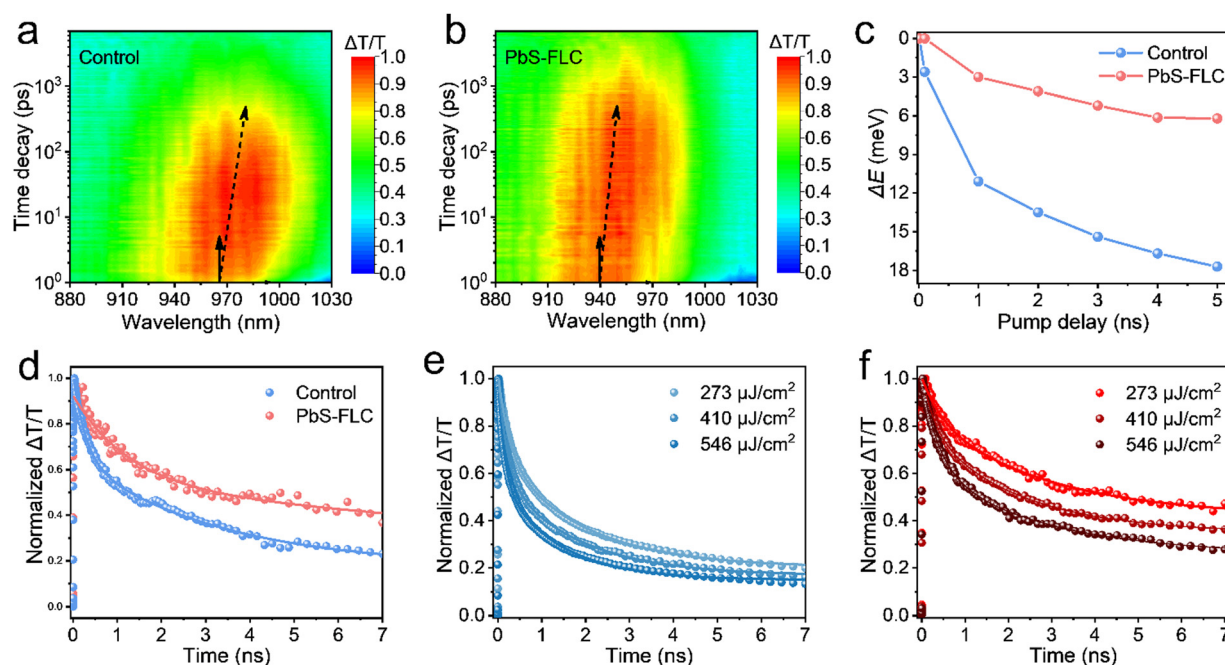 a
Control
ΔT/T
1.0
0.9
0.8
0.7
0.6
0.5
0.4
0.3
0.2
0.1
0.0
Time decay (ps)
10³
10²
10¹
10⁰
880 910 940 970 1000 1030
Wavelength (nm)
b
PbS-FLC
ΔT/T
1.0
0.9
0.8
0.7
0.6
0.5
0.4
0.3
0.2
0.1
0.0
Time decay (ps)
10³
10²
10¹
10⁰
880 910 940 970 1000 1030
Wavelength (nm)
c
Control
PbS-FLC
ΔE (meV)
0
3
6
9
12
15
18
0 1 2 3 4 5
Pump delay (ns)
d
Control
PbS-FLC
Normalized ΔT/T
1.0
0.8
0.6
0.4
0.2
0.0
0 1 2 3 4 5 6 7
Time (ns)
e
273 μJ/cm²
410 μJ/cm²
546 μJ/cm²
Normalized ΔT/T
1.0
0.8
0.6
0.4
0.2
0.0
0 1 2 3 4 5 6 7
Time (ns)
f
273 μJ/cm²
410 μJ/cm²
546 μJ/cm²
Normalized ΔT/T
1.0
0.8
0.6
0.4
0.2
0.0
0 1 2 3 4 5 6 7
Time (ns)